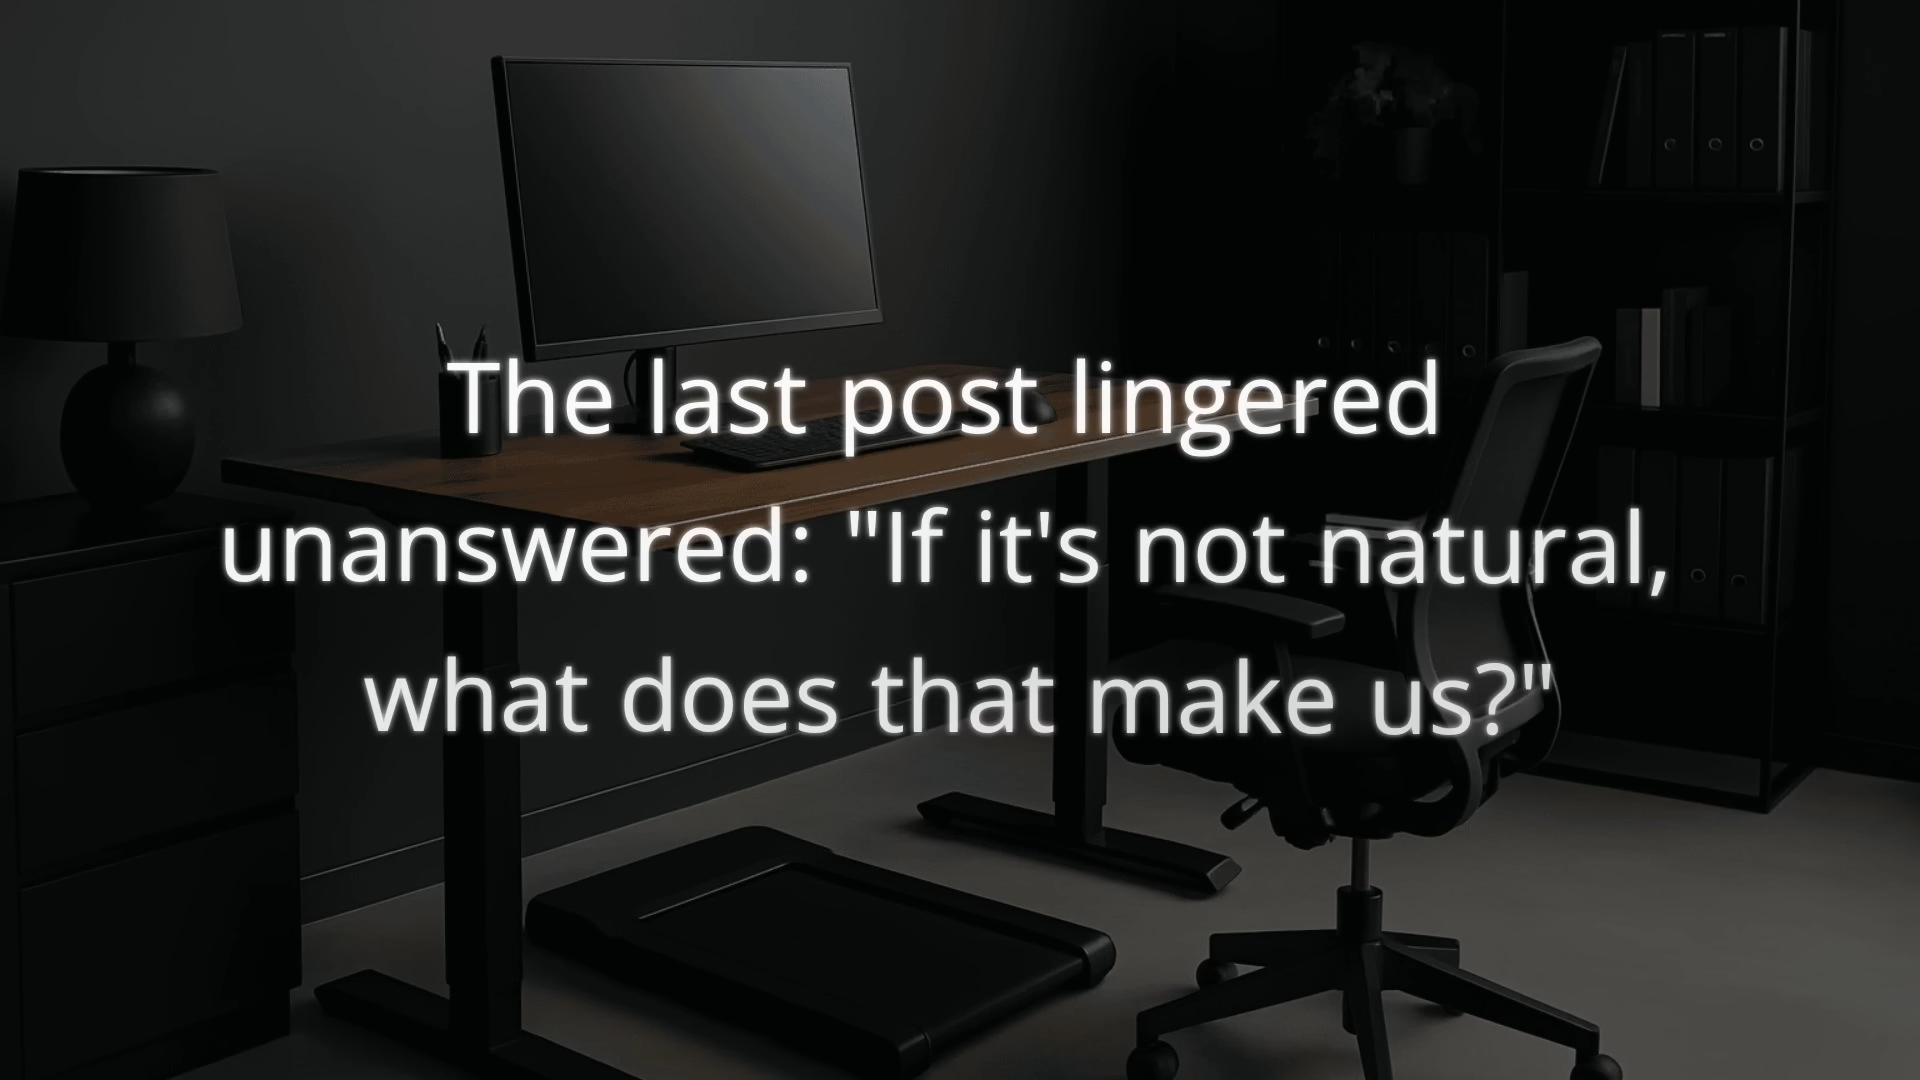 The last post lingered
unanswered: "If it's not natural,
what does that make us?"